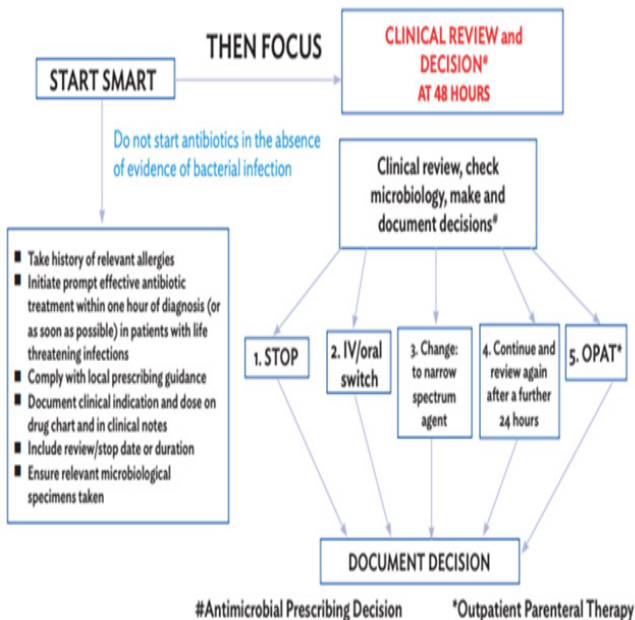 START SMART
THEN FOCUS
CLINICAL REVIEW and
DECISION#
AT 48 HOURS
Do not start antibiotics in the absence
of evidence of bacterial infection
■ Take history of relevant allergies
■ Initiate prompt effective antibiotic
treatment within one hour of diagnosis (or
as soon as possible) in patients with life
threatening infections
■ Comply with local prescribing guidance
■ Document clinical indication and dose on
drug chart and in clinical notes
■ Include review/stop date or duration
■ Ensure relevant microbiological
specimens taken
Clinical review, check
microbiology, make and
document decisions#
1. STOP
2. IV/oral
switch
3. Change:
to narrow
spectrum
agent
4. Continue and
review again
after a further
24 hours
5. OPAT*
DOCUMENT DECISION
#Antimicrobial Prescribing Decision
*Outpatient Parenteral Therapy